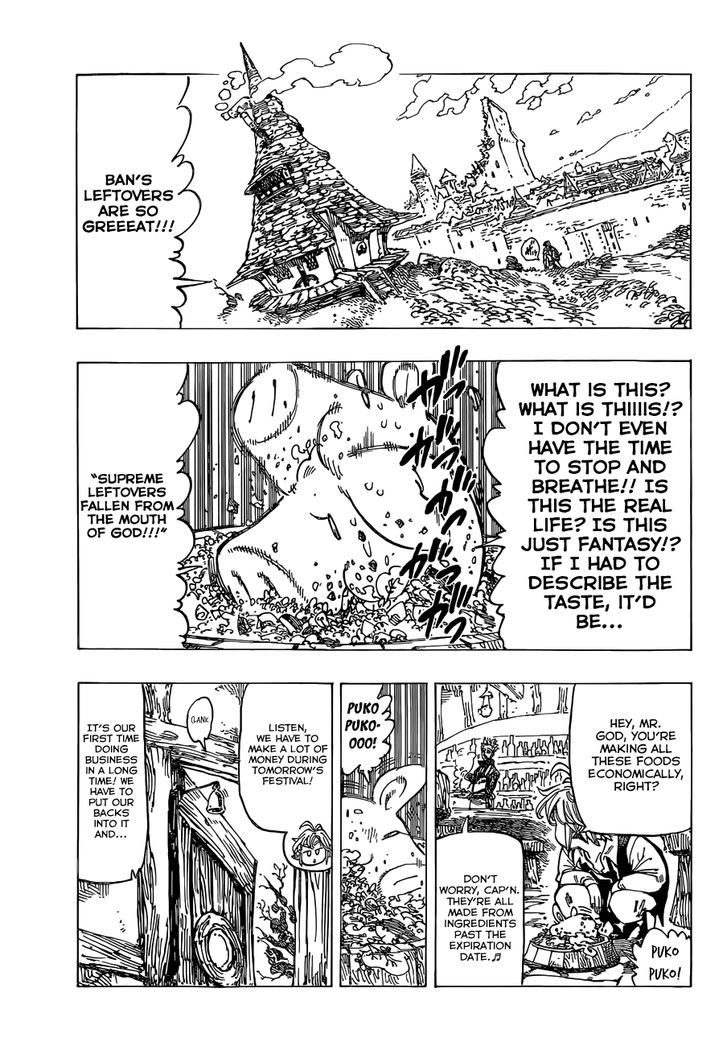 BAN'S
LEFTOVERS
ARE SO
GREEEAT!!!
WHAT IS THIS?
WHAT IS THIIIIS!?
I DON'T EVEN
HAVE THE TIME
TO STOP AND
BREATHE!! IS
THIS THE REAL
LIFE? IS THIS
JUST FANTASY!?
IF I HAD TO
DESCRIBE THE
TASTE, IT'D
BE...
"SUPREME
LEFTOVERS
FALLEN FROM
THE MOUTH
OF GOD!!!"
HEY, MR.
GOD, YOU'RE
MAKING ALL
THESE FOODS
ECONOMICALLY,
RIGHT?
DON'T
WORRY, CAP'N.
THEY'RE ALL
MADE FROM
INGREDIENTS
PAST THE
EXPIRATION
DATE.♫
PUKO
PUKO!
PUKO
PUKO-
OOO!
LISTEN,
WE HAVE TO
MAKE A LOT OF
MONEY DURING
TOMORROW'S
FESTIVAL!
IT'S OUR
FIRST TIME
DOING
BUSINESS IN
A LONG
TIME! WE
HAVE TO
PUT OUR
BACKS
INTO IT
AND...